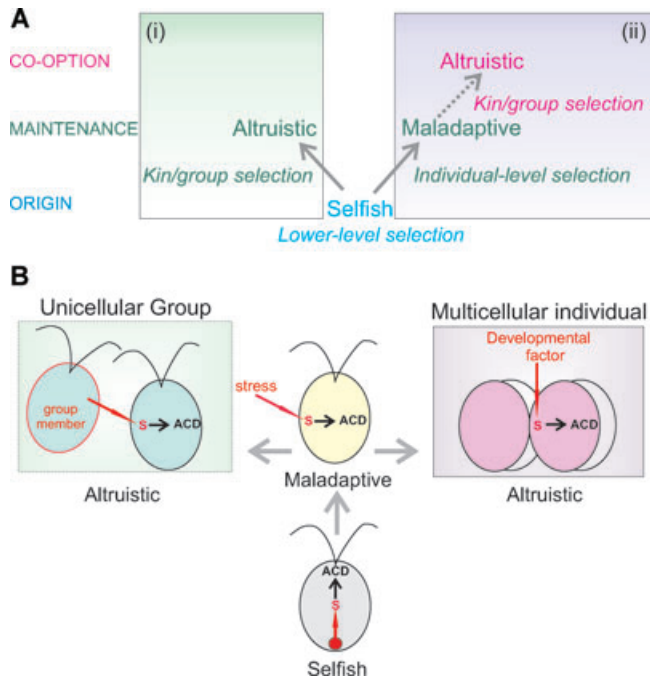 A
(i)
(ii)
CO-OPTION
Altruistic
Kin/group selection
MAINTENANCE
Altruistic
Maladaptive
Kin/group selection
Individual-level selection
ORIGIN
Selfish
Lower-level selection
B
Unicellular Group
Multicellular individual
Developmental
factor
group
member
S
ACD
stress
S
ACD
S
ACD
Altruistic
Maladaptive
Altruistic
ACD
S
Selfish